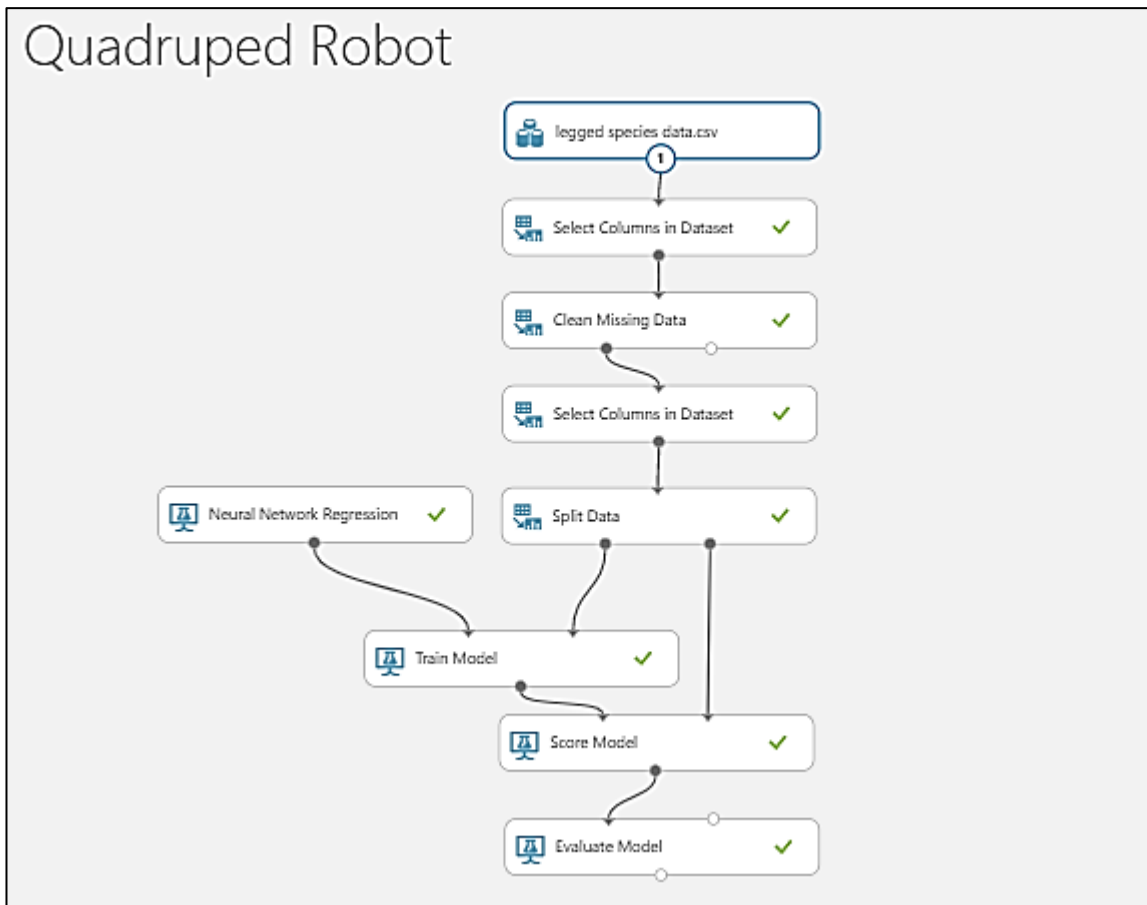 Quadruped Robot
legged species data.csv
1
Select Columns in Dataset
Clean Missing Data
Select Columns in Dataset
Neural Network Regression
Split Data
Train Model
Score Model
Evaluate Model